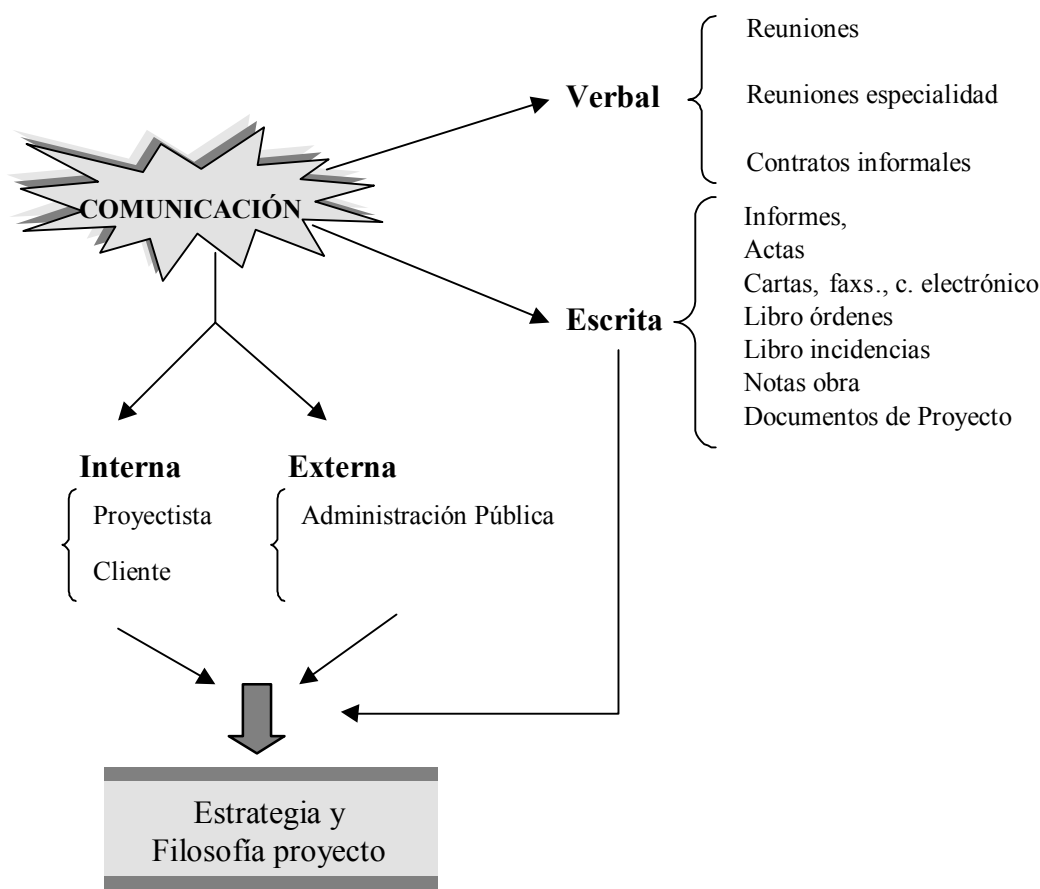 COMUNICACIÓN
Verbal
Reuniones
Reuniones especialidad
Contratos informales
Escrita
Informes,
Actas
Cartas, faxs., c. electrónico
Libro órdenes
Libro incidencias
Notas obra
Documentos de Proyecto
Interna
Proyectista
Cliente
Externa
Administración Pública
Estrategia y
Filosofía proyecto